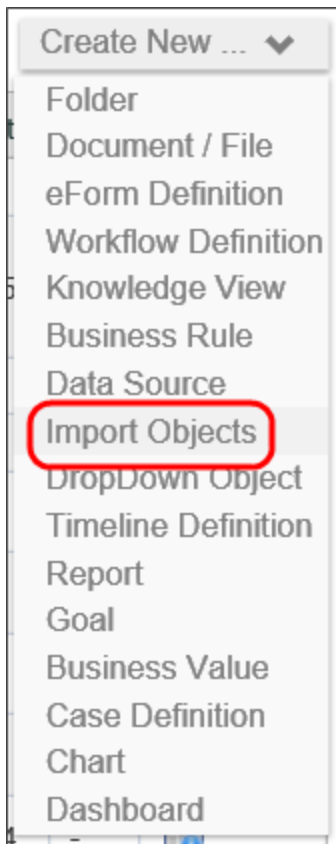 Create New ...
Folder
Document / File
eForm Definition
Workflow Definition
Knowledge View
Business Rule
Data Source
Import Objects
DropDown Object
Timeline Definition
Report
Goal
Business Value
Case Definition
Chart
Dashboard